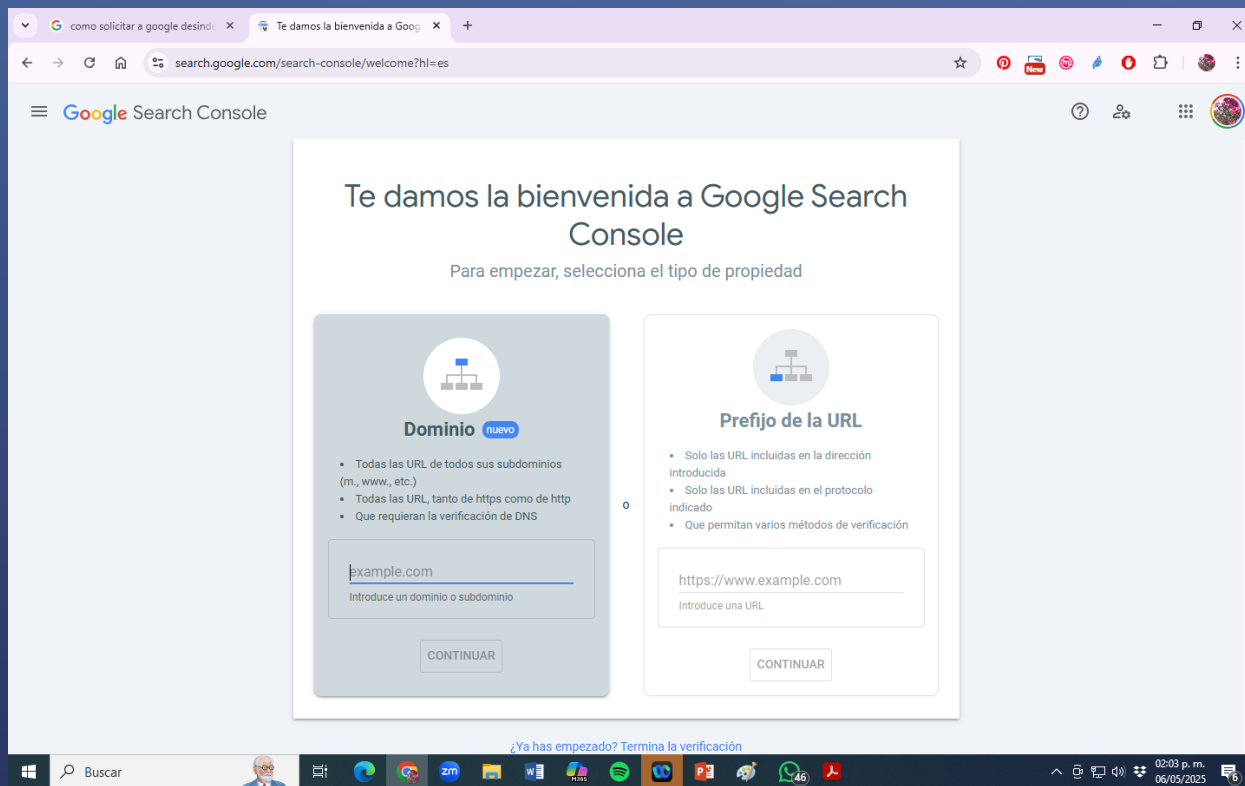 como solicitar a google desinde
Te damos la bienvenida a Goog
search.google.com/search-console/welcome?hl=es
New
Google Search Console
Te damos la bienvenida a Google Search
Console
Para empezar, selecciona el tipo de propiedad
Dominio nuevo
• Todas las URL de todos sus subdominios
(m., www., etc.)
• Todas las URL, tanto de https como de http
• Que requieran la verificación de DNS
example.com
Introduce un dominio o subdominio
CONTINUAR
o
Prefijo de la URL
• Solo las URL incluidas en la dirección
introducida
• Solo las URL incluidas en el protocolo
indicado
• Que permitan varios métodos de verificación
https://www.example.com
Introduce una URL
CONTINUAR
¿Ya has empezado? Termina la verificación
Buscar
zm
M365
46
02:03 p. m.
06/05/2025
6